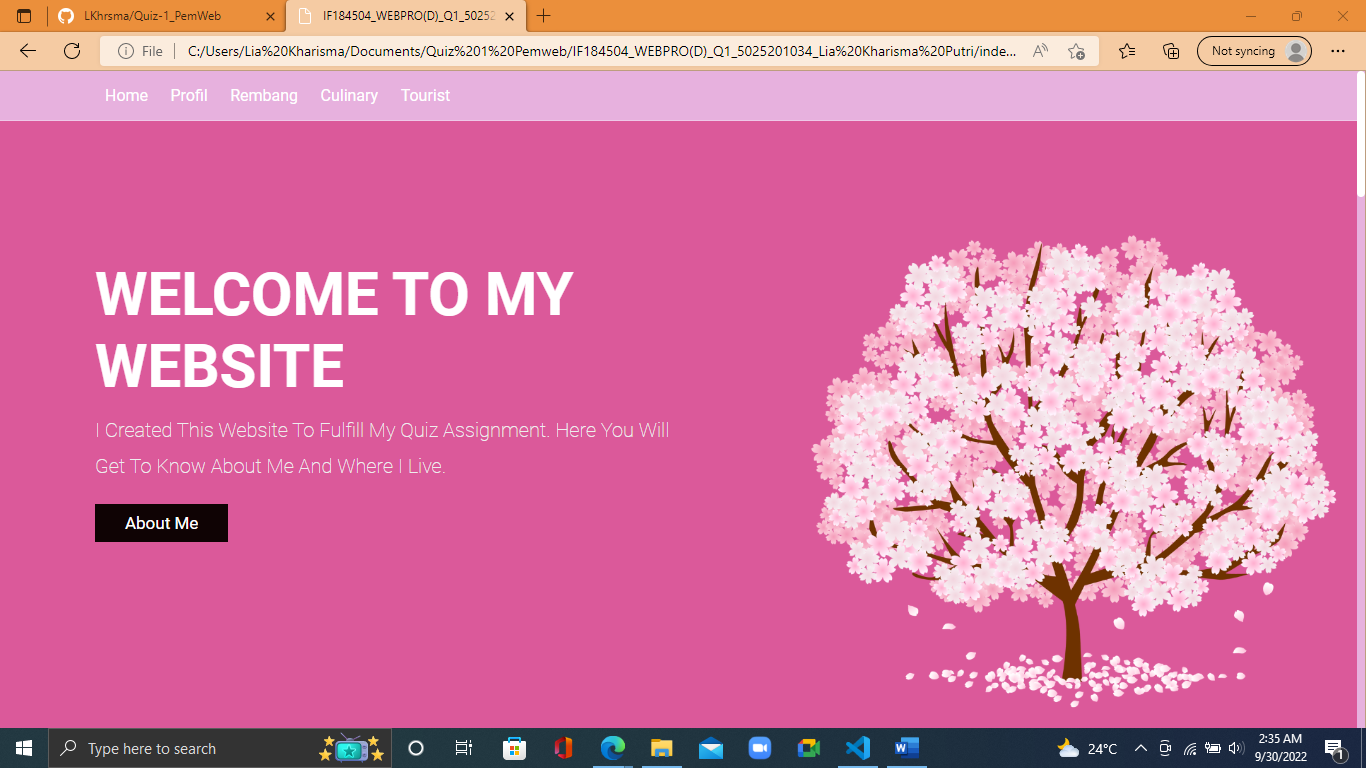 LKhrsma/Quiz-1_PemWeb
IF184504_WEBPRO(D)_Q1_50252
File
C:/Users/Lia%20Kharisma/Documents/Quiz%201%20Pemweb/IF184504_WEBPRO(D)_Q1_5025201034_Lia%20Kharisma%20Putri/inde...
Not syncing
Home Profil Rembang Culinary Tourist
WELCOME TO MY
WEBSITE
I Created This Website To Fulfill My Quiz Assignment. Here You Will
Get To Know About Me And Where I Live.
About Me
Type here to search
24°C
2:35 AM
9/30/2022
1